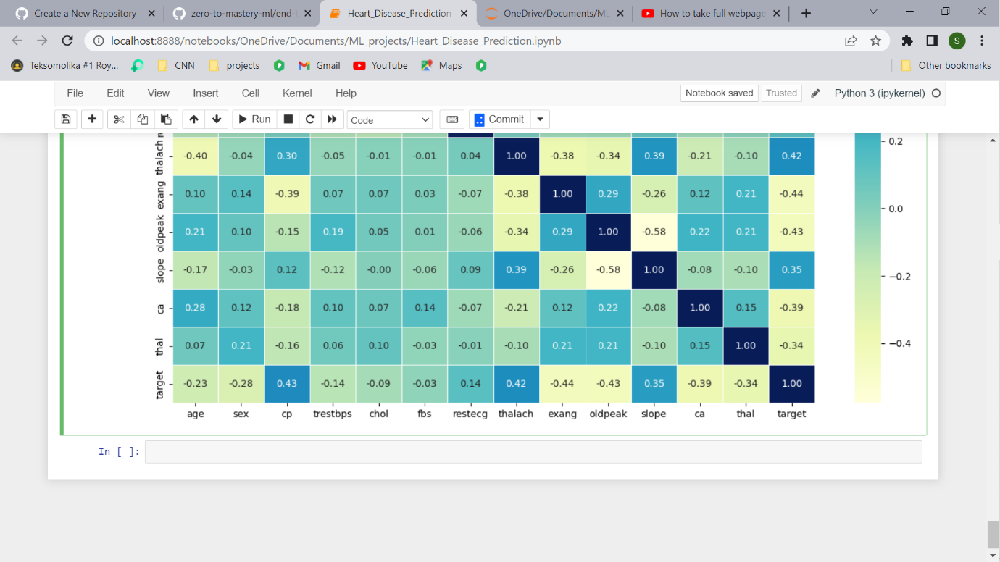 Create a New Repository
zero-to-mastery-ml/end-t
Heart_Disease_Prediction
OneDrive/Documents/ML
How to take full webpage
localhost:8888/notebooks/OneDrive/Documents/ML_projects/Heart_Disease_Prediction.ipynb
S
Teksomolika #1 Roy...
CNN
projects
Gmail
YouTube
Maps
Other bookmarks
File Edit View Insert Cell Kernel Help
Notebook saved Trusted Python 3 (ipykernel)
Run Code Commit
thalach -0.40 -0.04 0.30 -0.05 -0.01 -0.01 0.04 1.00 -0.38 -0.34 0.39 -0.21 -0.10 0.42
exang 0.10 0.14 -0.39 0.07 0.07 0.03 -0.07 -0.38 1.00 0.29 -0.26 0.12 0.21 -0.44
oldpeak 0.21 0.10 -0.15 0.19 0.05 0.01 -0.06 -0.34 0.29 1.00 -0.58 0.22 0.21 -0.43
slope -0.17 -0.03 0.12 -0.12 -0.00 -0.06 0.09 0.39 -0.26 -0.58 1.00 -0.08 -0.10 0.35
ca 0.28 0.12 -0.18 0.10 0.07 0.14 -0.07 -0.21 0.12 0.22 -0.08 1.00 0.15 -0.39
thal 0.07 0.21 -0.16 0.06 0.10 -0.03 -0.01 -0.10 0.21 0.21 -0.10 0.15 1.00 -0.34
target -0.23 -0.28 0.43 -0.14 -0.09 -0.03 0.14 0.42 -0.44 -0.43 0.35 -0.39 -0.34 1.00
age sex cp trestbps chol fbs restecg thalach exang oldpeak slope ca thal target
0.2
0.0
-0.2
-0.4
In [ ]: